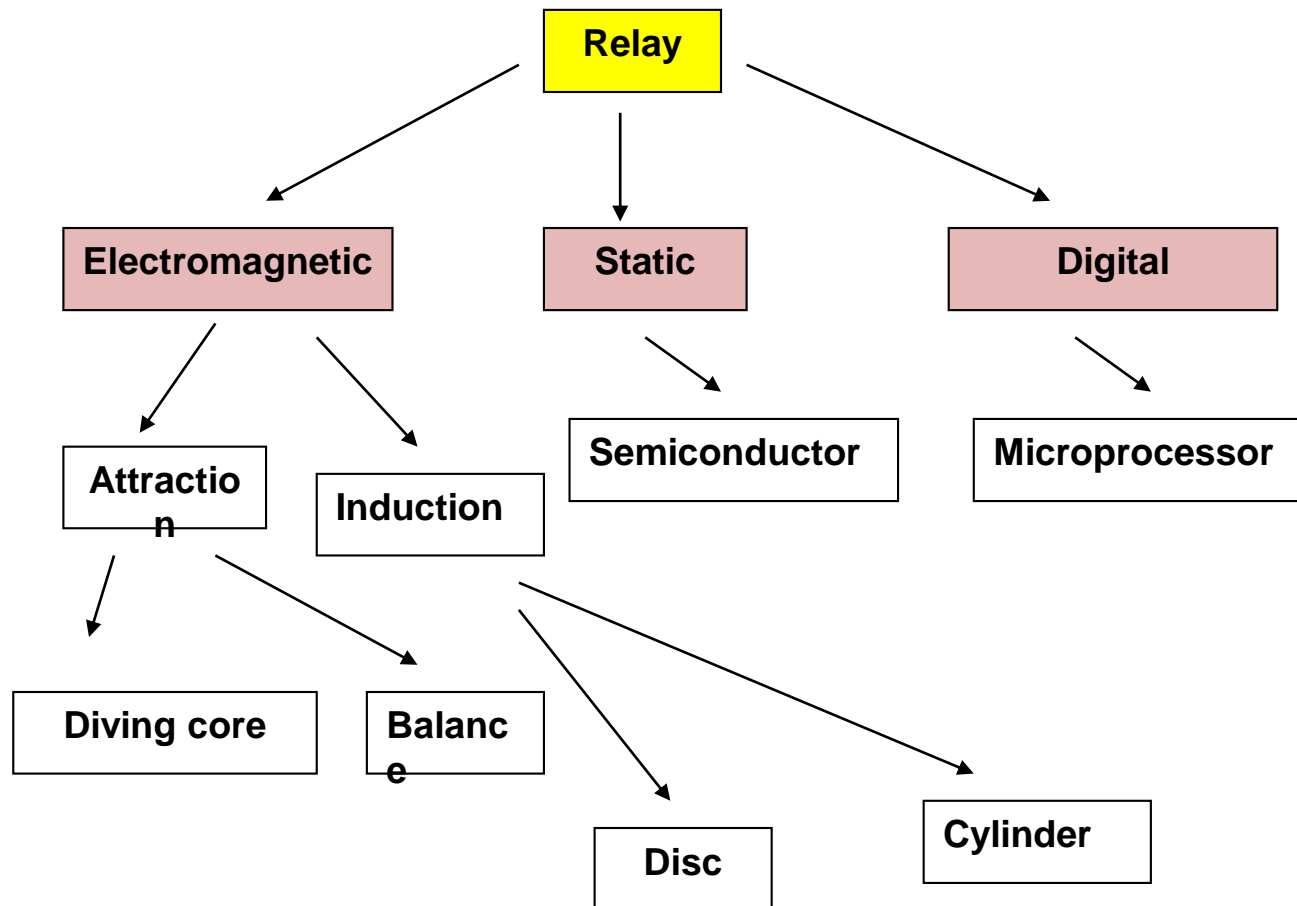 Relay
Electromagnetic
Static
Digital
Attractio
n
Induction
Semiconductor
Microprocessor
Diving core
Balanc
e
Disc
Cylinder